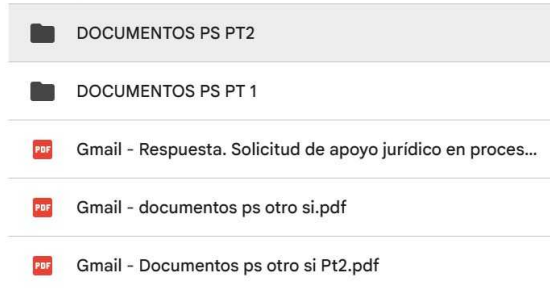 DOCUMENTOS PS PT2
DOCUMENTOS PS PT 1
PDF Gmail - Respuesta. Solicitud de apoyo jurídico en proces...
PDF Gmail - documentos ps otro si.pdf
PDF Gmail - Documentos ps otro si Pt2.pdf